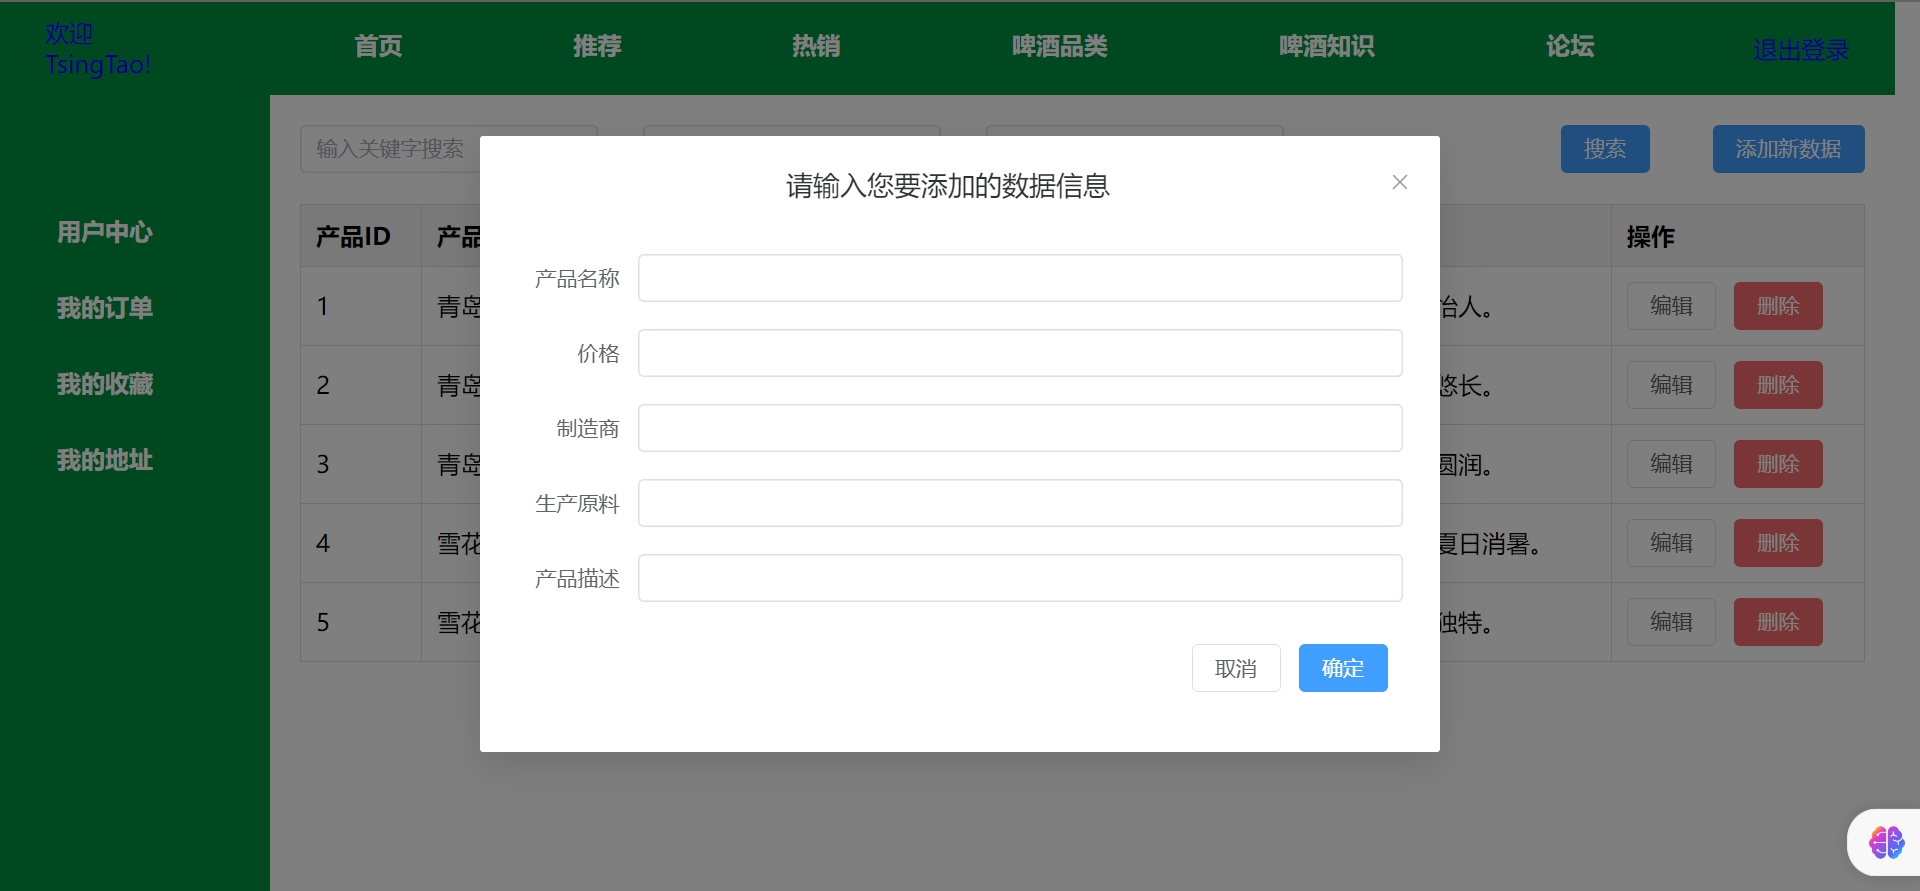 欢迎
TsingTao!
首页 推荐 热销 啤酒品类 啤酒知识 论坛 退出登录
用户中心
我的订单
我的收藏
我的地址
输入关键字搜索 搜索 添加新数据
产品ID 产品 操作
1 青岛 怡人。 编辑 删除
2 青岛 悠长。 编辑 删除
3 青岛 圆润。 编辑 删除
4 雪花 夏日消暑。 编辑 删除
5 雪花 独特。 编辑 删除
请输入您要添加的数据信息
产品名称
价格
制造商
生产原料
产品描述
取消 确定